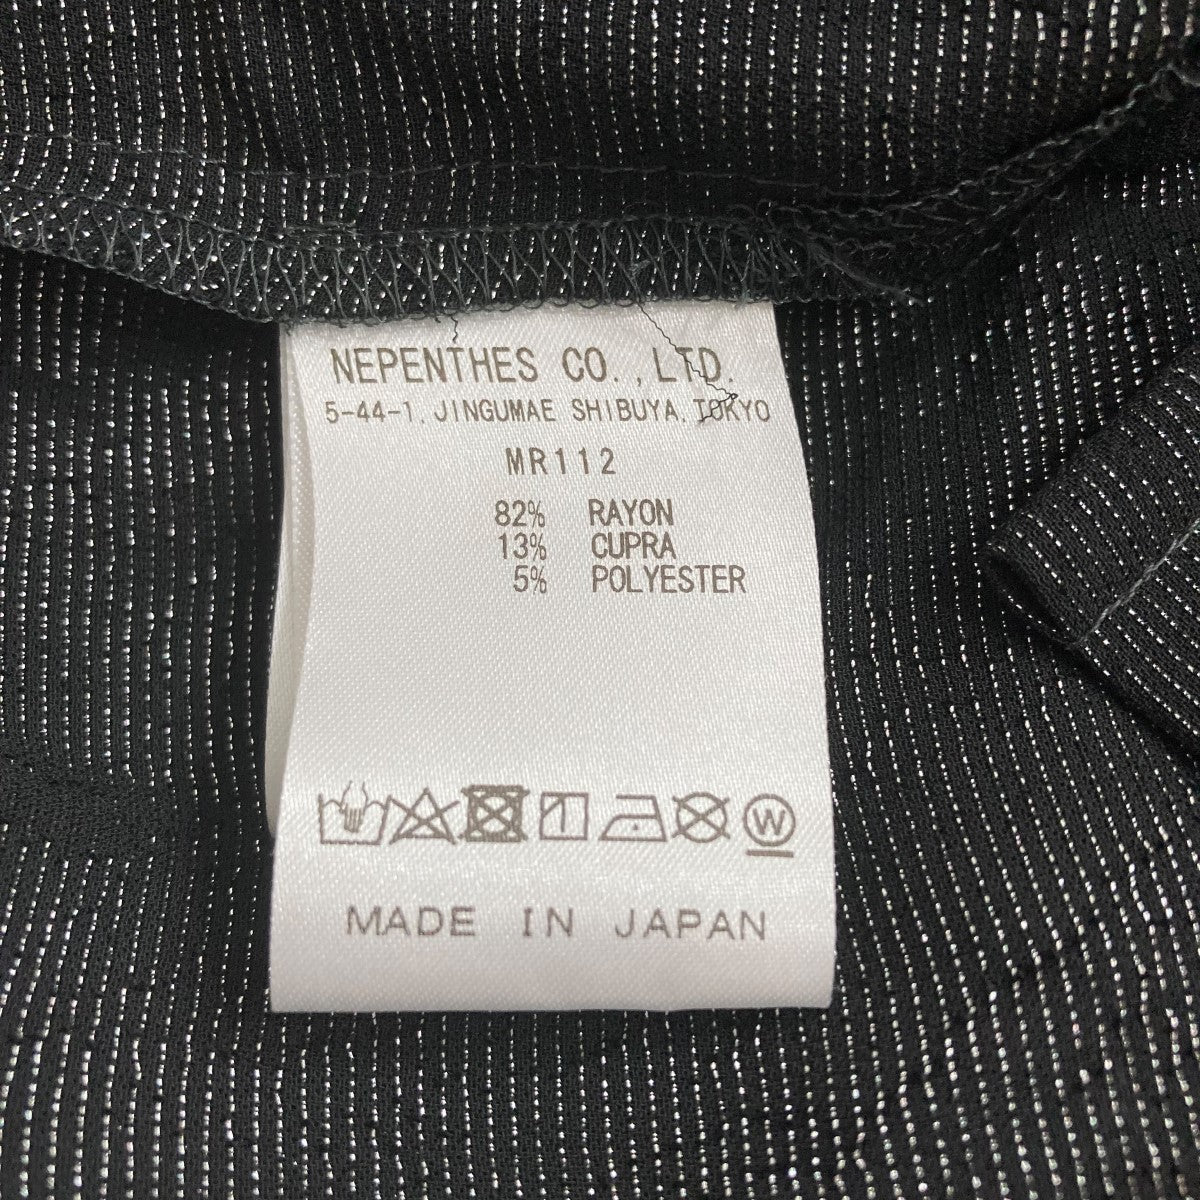 NEPENTHES CO.,LTD.
5-44-1,JINGUMAE SHIBUYA,TOKYO
MR112
82% RAYON
13% CUPRA
5% POLYESTER
W
MADE IN JAPAN